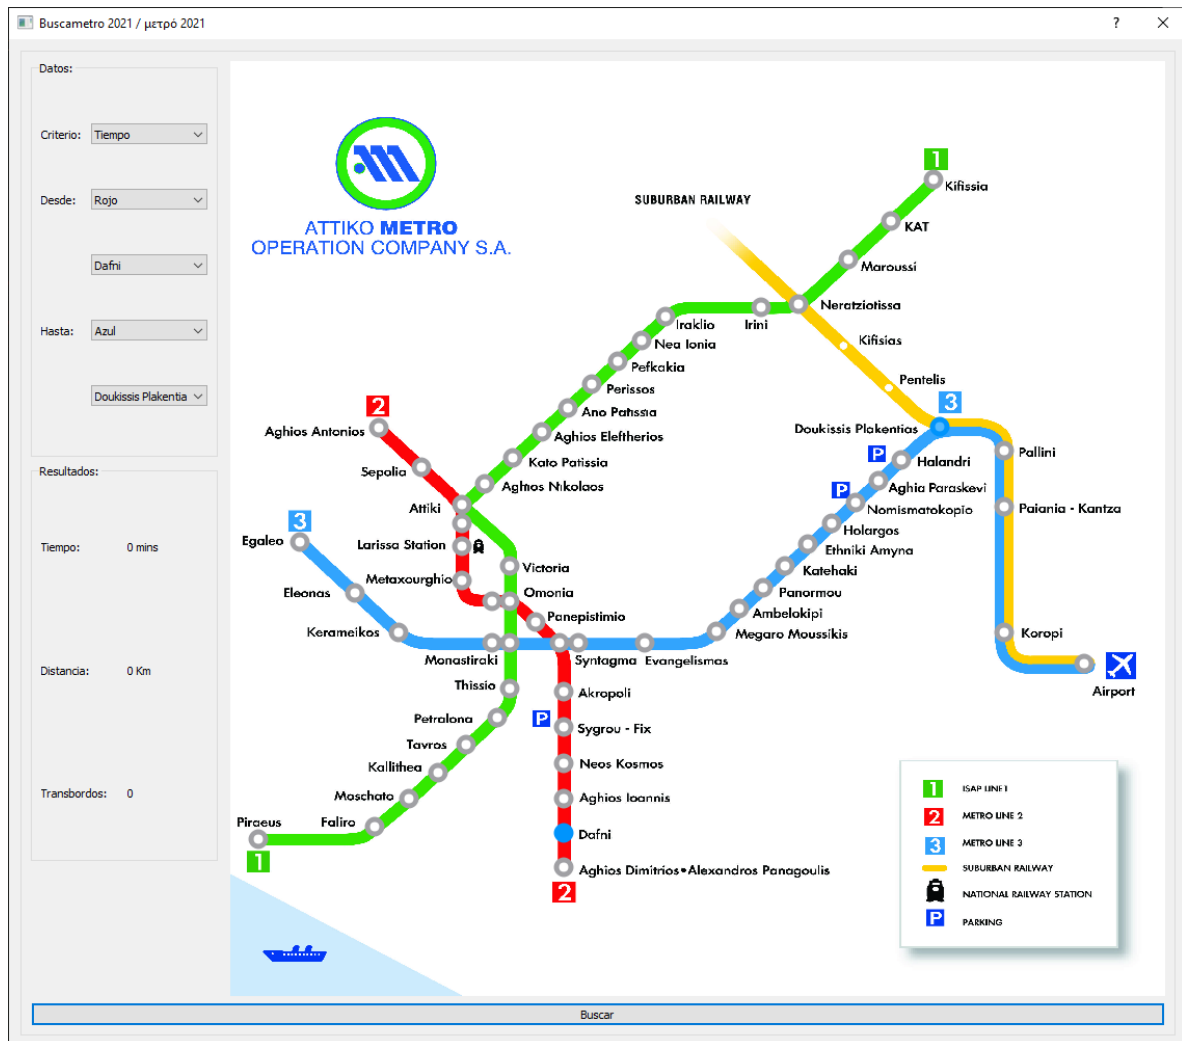 Buscametro 2021 / μετρό 2021
?
Datos:
Criterio: Tiempo
Desde: Rojo
Dafni
Hasta: Azul
Doukissis Plakentia
Resultados:
Tiempo: 0 mins
Distancia: 0 Km
Transbordos: 0
ATTIKO METRO
OPERATION COMPANY S.A.
SUBURBAN RAILWAY
1
Kifissia
KAT
Maroussi
Neratziotissa
Irini
Iraklio
Nea Ionia
Pefkakia
Perissos
Ano Patissia
Aghios Eleftherios
Kato Patissia
Aghios Nikolaos
Kifisias
Pentelis
3
Doukissis Plakentias
P
Halandri
Pallini
Aghia Paraskevi
P
Nomismatokopio
Paiania - Kantza
Holargos
Ethniki Amyna
Katehaki
Panormou
Ambelokipi
Megaro Moussikis
Koropi
Airport
2
Aghios Antonios
Sepolia
Attiki
3
Egaleo
Larissa Station
Victoria
Metaxourghio
Omonia
Eleonas
Panepistimio
Kerameikos
Monastiraki
Syntagma
Evangelismos
Thissio
Akropoli
Petralona
P
Sygrou - Fix
Tavros
Neos Kosmos
Kallithea
Moschato
Aghios Ioannis
Piraeus
Faliro
Dafni
1
Aghios Dimitrios•Alexandros Panagoulis
2
1 ISAP LINE 1
2 METRO LINE 2
3 METRO LINE 3
SUBURBAN RAILWAY
NATIONAL RAILWAY STATION
P PARKING
Buscar